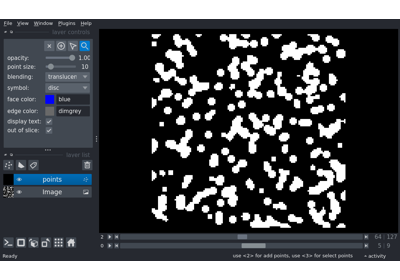 File View Window Plugins Help
layer controls
opacity: 1.00
point size: 10
blending: translucen
symbol: disc
face color: blue
edge color: dimgrey
display text:
out of slice:
layer list
points
Image
2 64 127
0 5 9
Ready use <2> for add points, use <3> for select points activity